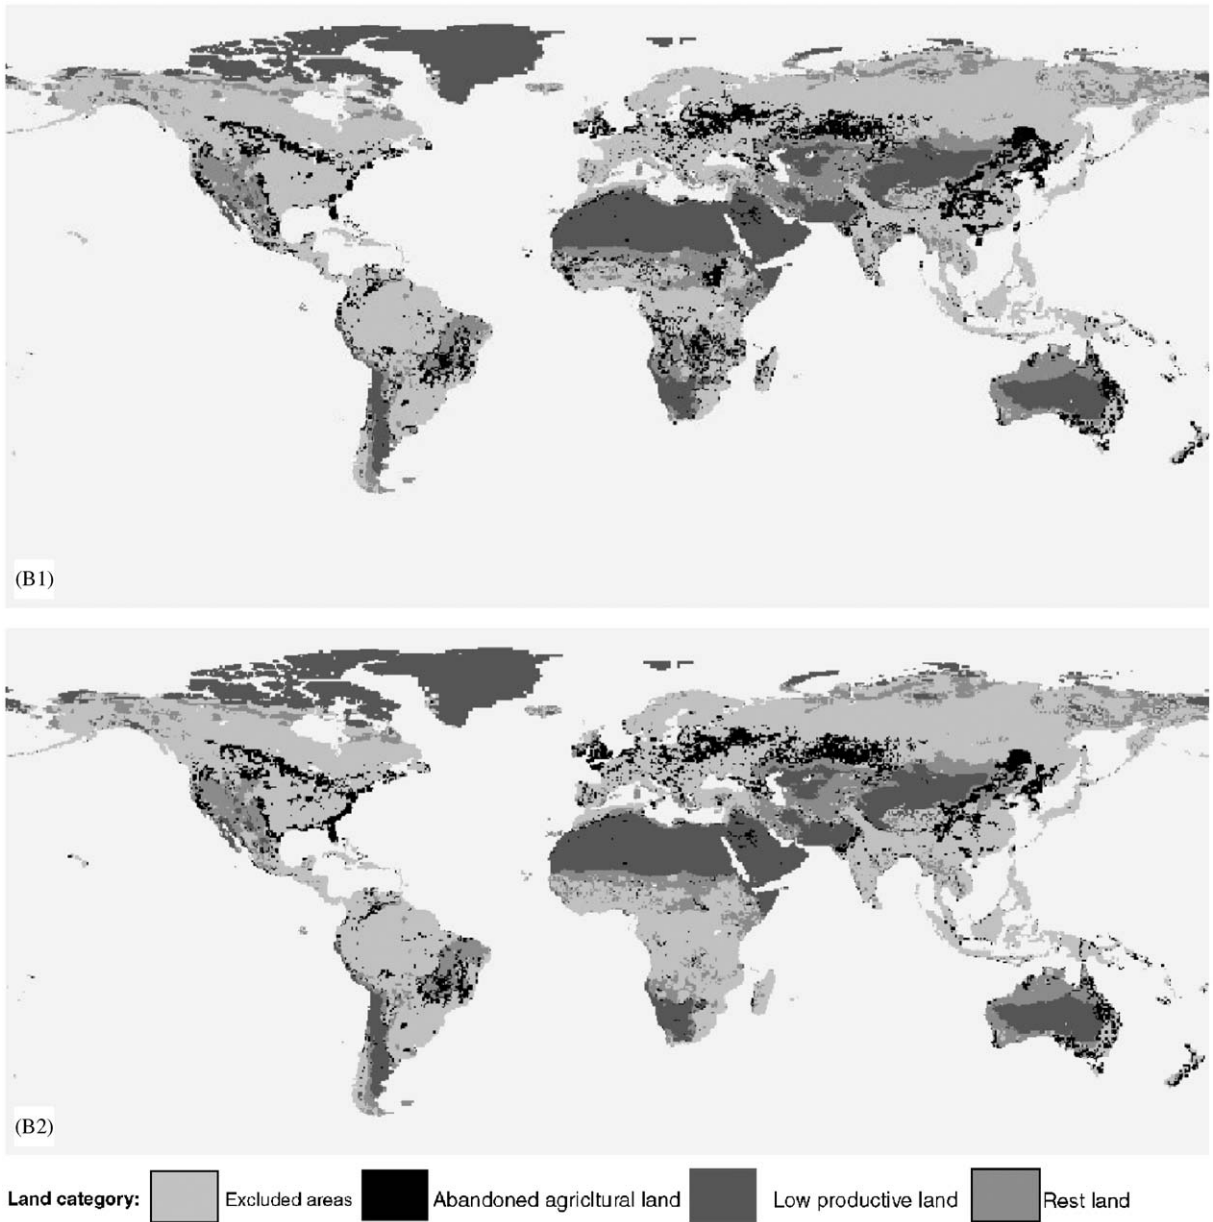 (B1)
(B2)
Land category: Excluded areas Abandoned agricltural land Low productive land Rest land